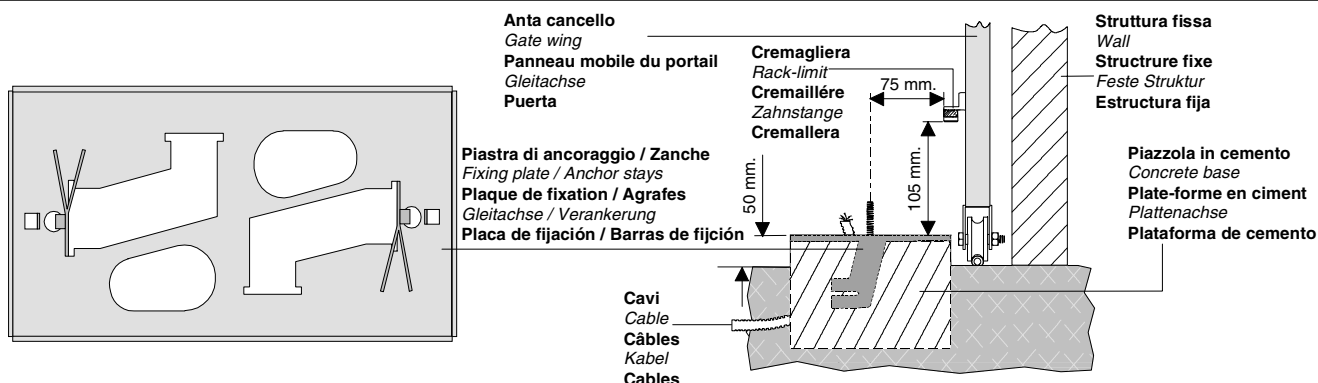 Anta cancello
Gate wing
Panneau mobile du portail
Gleitachse
Puerta
Cremagliera
Rack-limit
Cremaillére
Zahnstange
Cremallera
75 mm.
Struttura fissa
Wall
Structrure fixe
Feste Struktur
Estructura fija
Piastra di ancoraggio / Zanche
Fixing plate / Anchor stays
Plaque de fixation / Agrafes
Gleitachse / Verankerung
Placa de fijación / Barras de fijción
50 mm.
105 mm.
Piazzola in cemento
Concrete base
Plate-forme en ciment
Plattenachse
Plataforma de cemento
Cavi
Cable
Câbles
Kabel
Cables